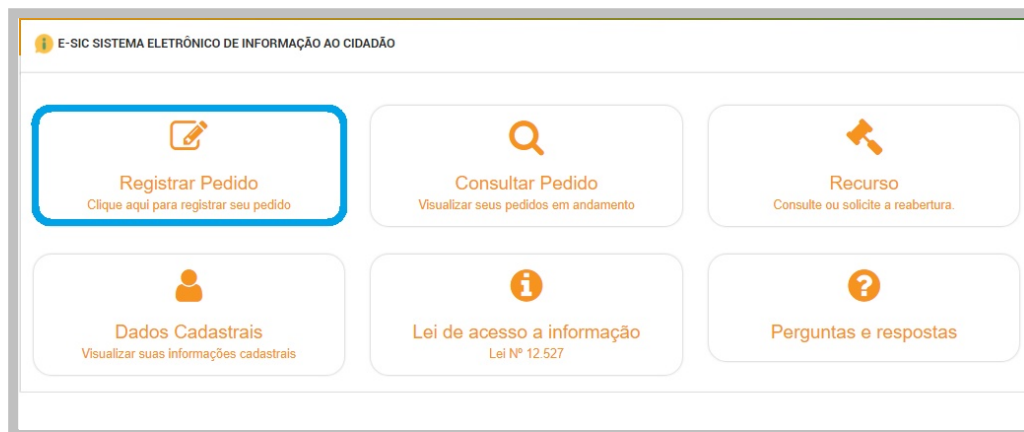 E-SIC SISTEMA ELETRÔNICO DE INFORMAÇÃO AO CIDADÃO
Registrar Pedido
Clique aqui para registrar seu pedido
Consultar Pedido
Visualizar seus pedidos em andamento
Recurso
Consulte ou solicite a reabertura.
Dados Cadastrais
Visualizar suas informações cadastrais
Lei de acesso a informação
Lei Nº 12.527
Perguntas e respostas